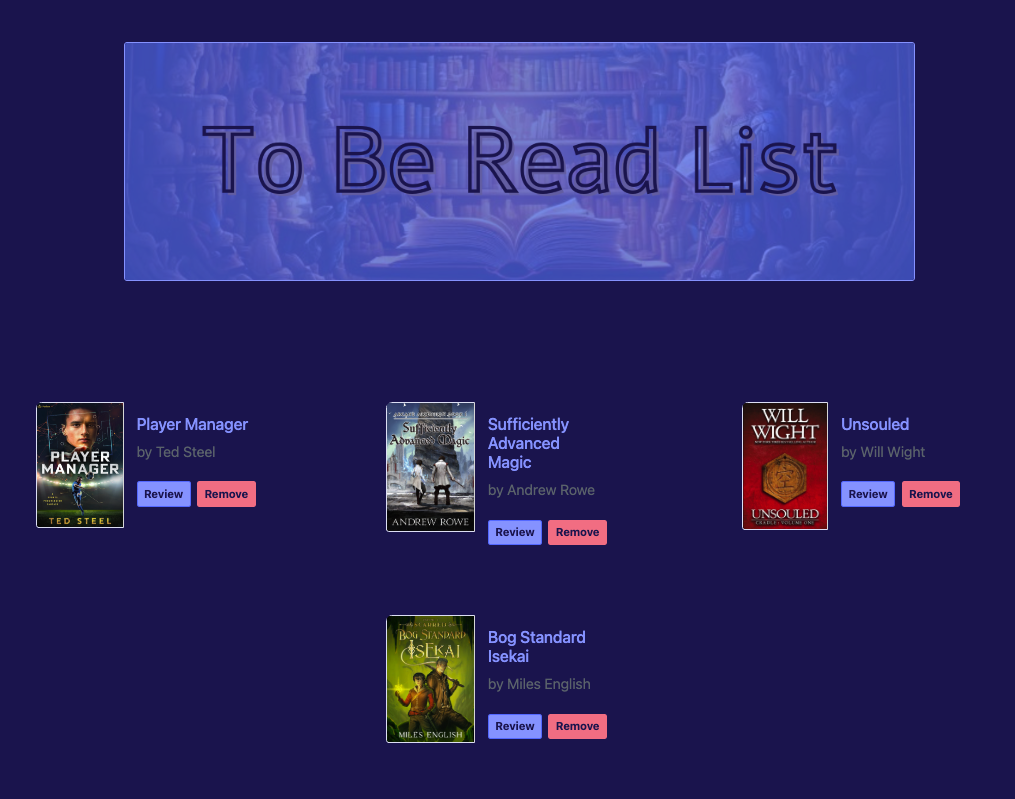 To Be Read List
PLAYER
MANAGER
TED STEEL
Player Manager
by Ted Steel
Review
Remove
Sufficiently
Advanced Magic
ANDREW ROWE
Sufficiently
Advanced
Magic
by Andrew Rowe
Review
Remove
WILL
WIGHT
UNSOULED
CRADLE: VOLUME ONE
Unsouled
by Will Wight
Review
Remove
BOG STANDARD
ISEKAI
MILES ENGLISH
Bog Standard
Isekai
by Miles English
Review
Remove